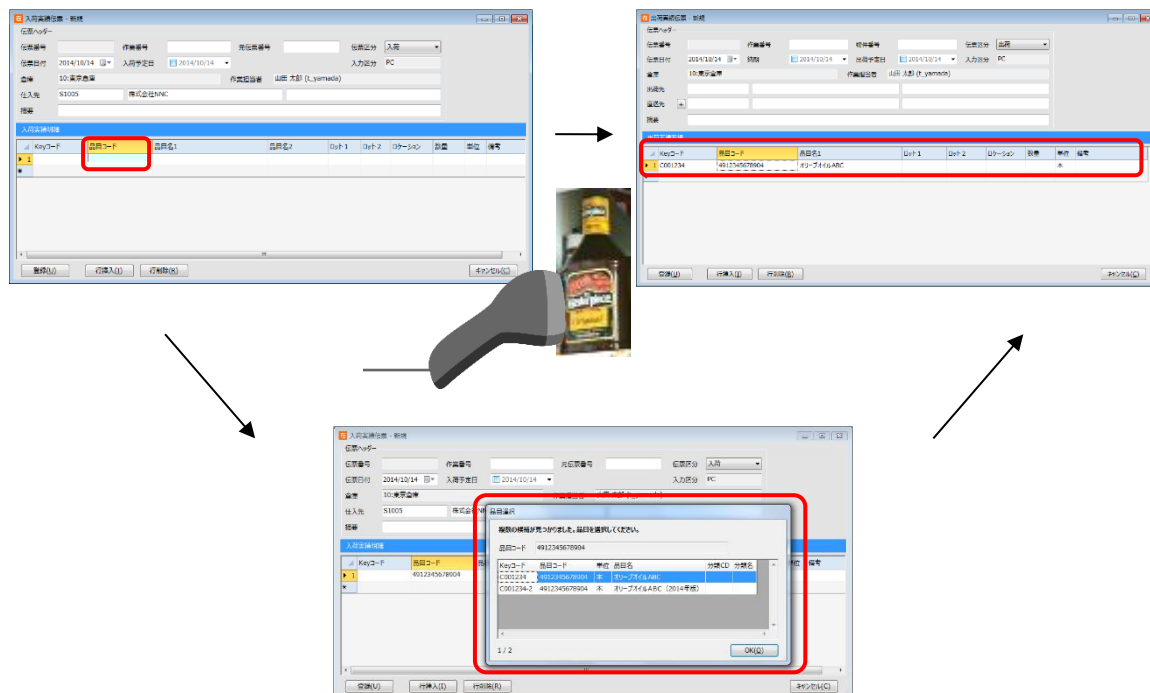 在 入荷実績伝票 - 新規
伝票ヘッダー
伝票番号 作業番号 元伝票番号 伝票区分 入荷
伝票日付 2014/10/14 入荷予定日 2014/10/14 入力区分 PC
倉庫 10:東京倉庫 作業担当者 山田 太郎 (t_yamada)
仕入先 S1005 株式会社NNC
摘要
入荷実績明細
Keyコード 品目コード 品目名1 品目名2 ロット1 ロット2 ロケーション 数量 単位 備考
1
登録(U) 行挿入(I) 行削除(R) キャンセル(C)
在 出荷実績伝票 - 新規
伝票ヘッダー
伝票番号 作業番号 伝票区分 出荷
伝票日付 2014/10/14 納期 2014/10/14 出荷予定日 2014/10/14 入力区分 PC
倉庫 10:東京倉庫 作業担当者 山田 太郎 (t_yamada)
出荷先
直送先 +
摘要
出荷実績明細
Keyコード 品目コード 品目名1 ロット1 ロット2 ロケーション 数量 単位 備考
1 C001234 4912345678904 オリーブオイルABC 本
登録(U) 行挿入(I) 行削除(R) キャンセル(C)
在 入荷実績伝票 - 新規
伝票ヘッダー
伝票番号 作業番号 元伝票番号 伝票区分 入荷
伝票日付 2014/10/14 入荷予定日 2014/10/14 入力区分 PC
倉庫 10:東京倉庫
仕入先 S1005 株式会社NN
摘要
入荷実績明細
Keyコード 品目コード 単位 備考
1 4912345678904
品目選択
複数の候補が見つかりました。品目を選択してください。
品目コード 4912345678904
Keyコード 品目コード 単位 品目名 分類CD 分類名
C001234 4912345678904 本 オリーブオイルABC
C001234-2 4912345678904 本 オリーブオイルABC（2014年版）
1 / 2 OK(O)
登録(U) 行挿入(I) 行削除(R) キャンセル(C)